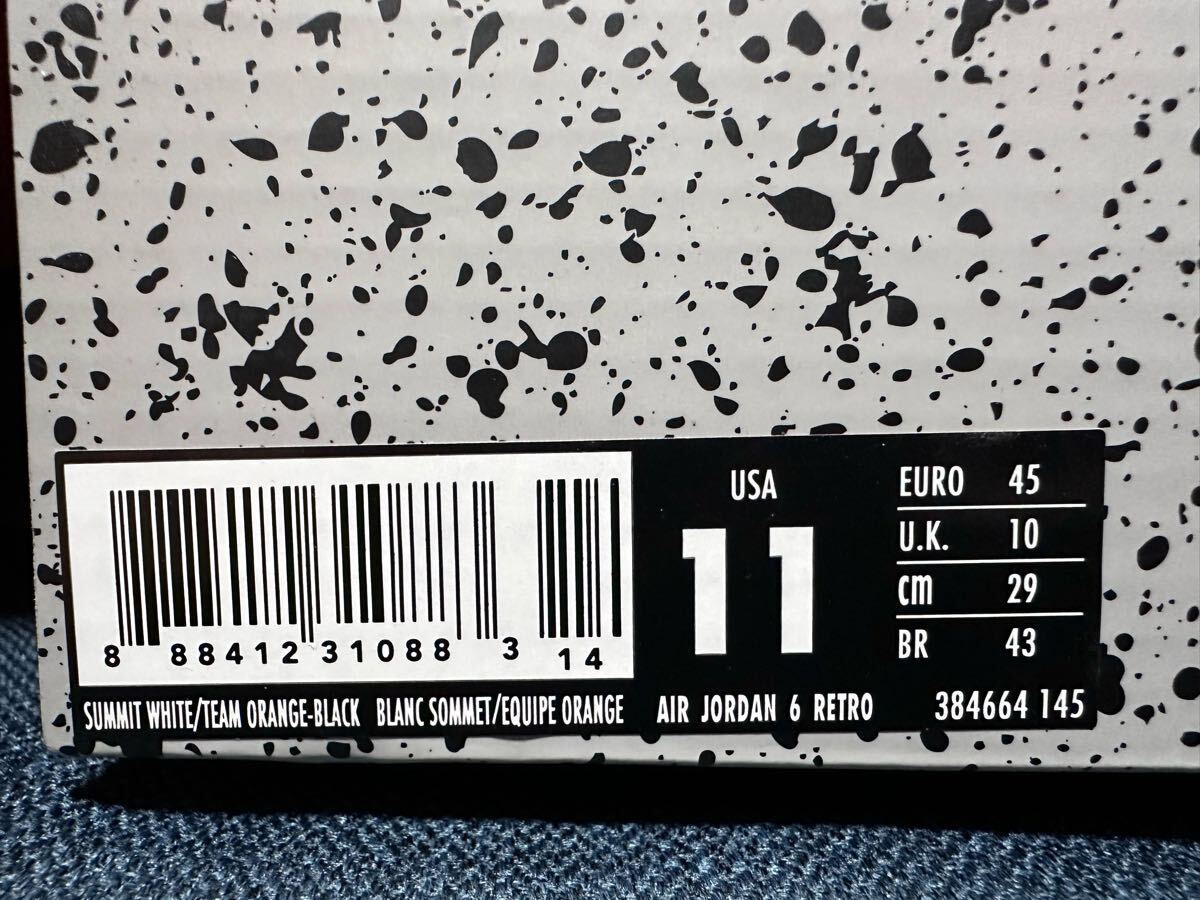 8 88412 31088 3 14
USA
11
EURO 45
U.K. 10
cm 29
BR 43
SUMMIT WHITE/TEAM ORANGE-BLACK BLANC SOMMET/EQUIPE ORANGE AIR JORDAN 6 RETRO 384664 145